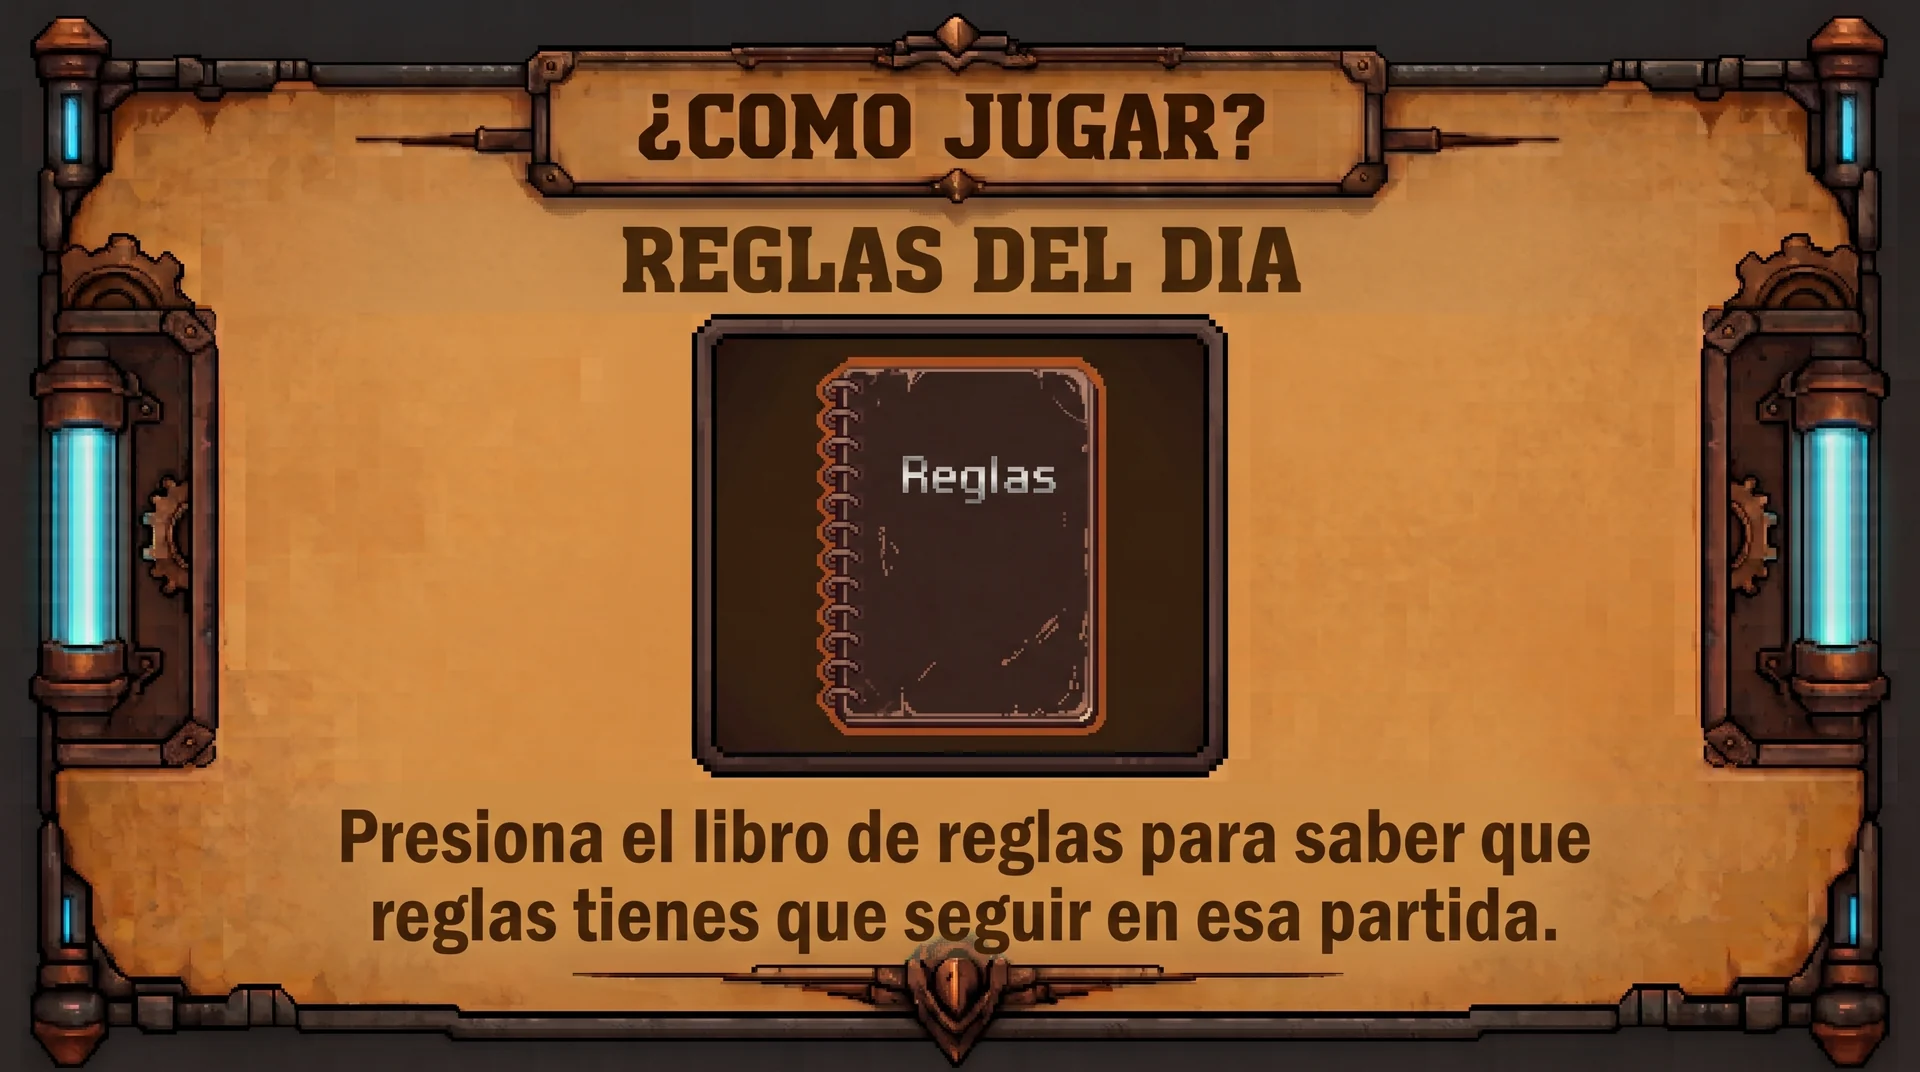 ¿COMO JUGAR?
REGLAS DEL DIA
Reglas
Presiona el libro de reglas para saber que
reglas tienes que seguir en esa partida.